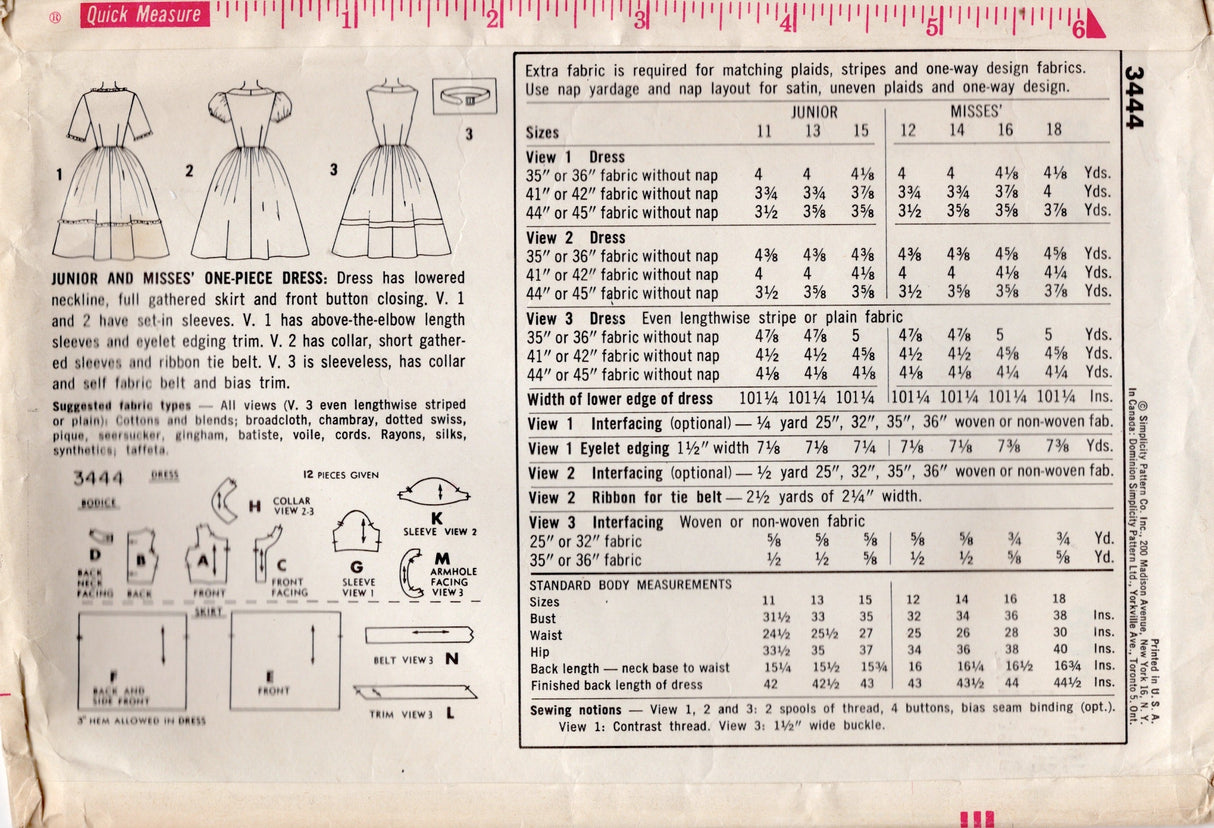 ® Quick Measure 1 2 3 4 5 6
1 2 3 3
JUNIOR AND MISSES' ONE-PIECE DRESS: Dress has lowered
neckline, full gathered skirt and front button closing. V. 1
and 2 have set-in sleeves. V. 1 has above-the-elbow length
sleeves and eyelet edging trim. V. 2 has collar, short gather-
ed sleeves and ribbon tie belt. V. 3 is sleeveless, has collar
and self fabric belt and bias trim.
Suggested fabric types — All views (V. 3 even lengthwise striped
or plain): Cottons and blends; broadcloth, chambray, dotted swiss,
pique, seersucker, gingham, batiste, voile, cords. Rayons, silks,
synthetics; taffeta.
3444 DRESS 12 PIECES GIVEN
BODICE
H COLLAR
VIEW 2-3
K
SLEEVE VIEW 2
D
BACK
NECK
FACING
B
BACK
A
FRONT
C
FRONT
FACING
G
SLEEVE
VIEW 1
M
ARMHOLE
FACING
VIEW 3
SKIRT
F
BACK AND
SIDE FRONT
E
FRONT
BELT VIEW 3 N
TRIM VIEW 3 L
3" HEM ALLOWED IN DRESS
Extra fabric is required for matching plaids, stripes and one-way design fabrics.
Use nap yardage and nap layout for satin, uneven plaids and one-way design.
JUNIOR MISSES'
Sizes 11 13 15 12 14 16 18
View 1 Dress
35" or 36" fabric without nap 4 4 4⅛ 4 4 4⅛ 4⅛ Yds.
41" or 42" fabric without nap 3¾ 3¾ 3⅞ 3¾ 3¾ 3⅞ 4 Yds.
44" or 45" fabric without nap 3½ 3⅝ 3⅝ 3½ 3⅝ 3⅝ 3⅞ Yds.
View 2 Dress
35" or 36" fabric without nap 4⅜ 4⅜ 4⅜ 4⅜ 4⅜ 4⅝ 4⅝ Yds.
41" or 42" fabric without nap 4 4 4⅛ 4 4 4⅛ 4¼ Yds.
44" or 45" fabric without nap 3½ 3⅝ 3⅝ 3½ 3⅝ 3⅝ 3⅞ Yds.
View 3 Dress Even lengthwise stripe or plain fabric
35" or 36" fabric without nap 4⅞ 4⅞ 5 4⅞ 4⅞ 5 5 Yds.
41" or 42" fabric without nap 4½ 4½ 4⅝ 4½ 4½ 4⅝ 4⅝ Yds.
44" or 45" fabric without nap 4⅛ 4⅛ 4⅛ 4⅛ 4⅛ 4¼ 4¼ Yds.
Width of lower edge of dress 101¼ 101¼ 101¼ 101¼ 101¼ 101¼ 101¼ Ins.
View 1 Interfacing (optional) — ¼ yard 25", 32", 35", 36" woven or non-woven fab.
View 1 Eyelet edging 1½" width 7⅛ 7⅛ 7¼ 7⅛ 7⅛ 7⅜ 7⅜ Yds.
View 2 Interfacing (optional) — ½ yard 25", 32", 35", 36" woven or non-woven fab.
View 2 Ribbon for tie belt — 2½ yards of 2¼" width.
View 3 Interfacing Woven or non-woven fabric
25" or 32" fabric ⅝ ⅝ ⅝ ⅝ ⅝ ¾ ¾ Yd.
35" or 36" fabric ½ ½ ⅝ ½ ½ ⅝ ⅝ Yd.
STANDARD BODY MEASUREMENTS
Sizes 11 13 15 12 14 16 18
Bust 31½ 33 35 32 34 36 38 Ins.
Waist 24½ 25½ 27 25 26 28 30 Ins.
Hip 33½ 35 37 34 36 38 40 Ins.
Back length — neck base to waist 15¼ 15½ 15¾ 16 16¼ 16½ 16¾ Ins.
Finished back length of dress 42 42½ 43 43 43½ 44 44½ Ins.
Sewing notions — View 1, 2 and 3: 2 spools of thread, 4 buttons, bias seam binding (opt.).
View 1: Contrast thread. View 3: 1½" wide buckle.
3444
© Simplicity Pattern Co. Inc., 200 Madison Avenue, New York 16, N. Y.
In Canada: Dominion Simplicity Pattern Ltd., Yorkville Ave., Toronto 5, Ont.
Printed in U. S. A.